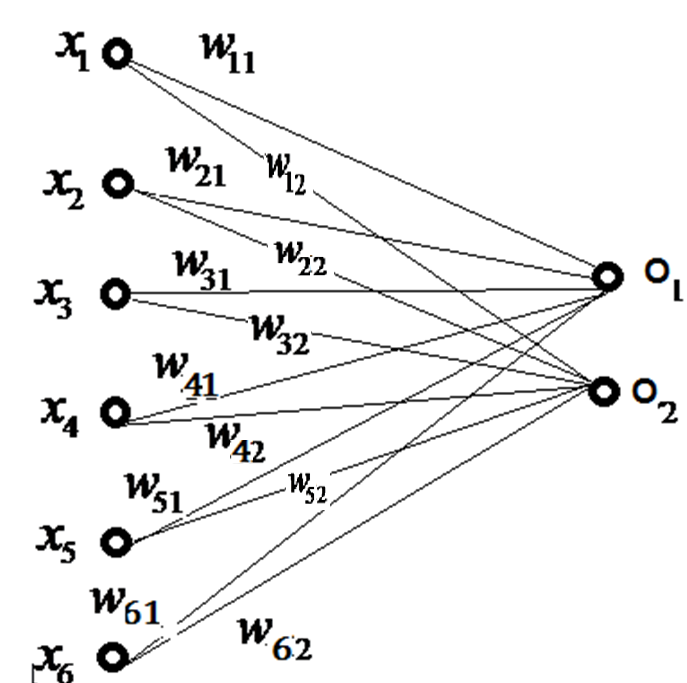 x₁ w₁₁
x₂ w₂₁ w₁₂
x₃ w₃₁ w₂₂ o₁
w₃₂
x₄ w₄₁ w₄₂ o₂
x₅ w₅₁ w₅₂
w₆₁ w₆₂
x₆